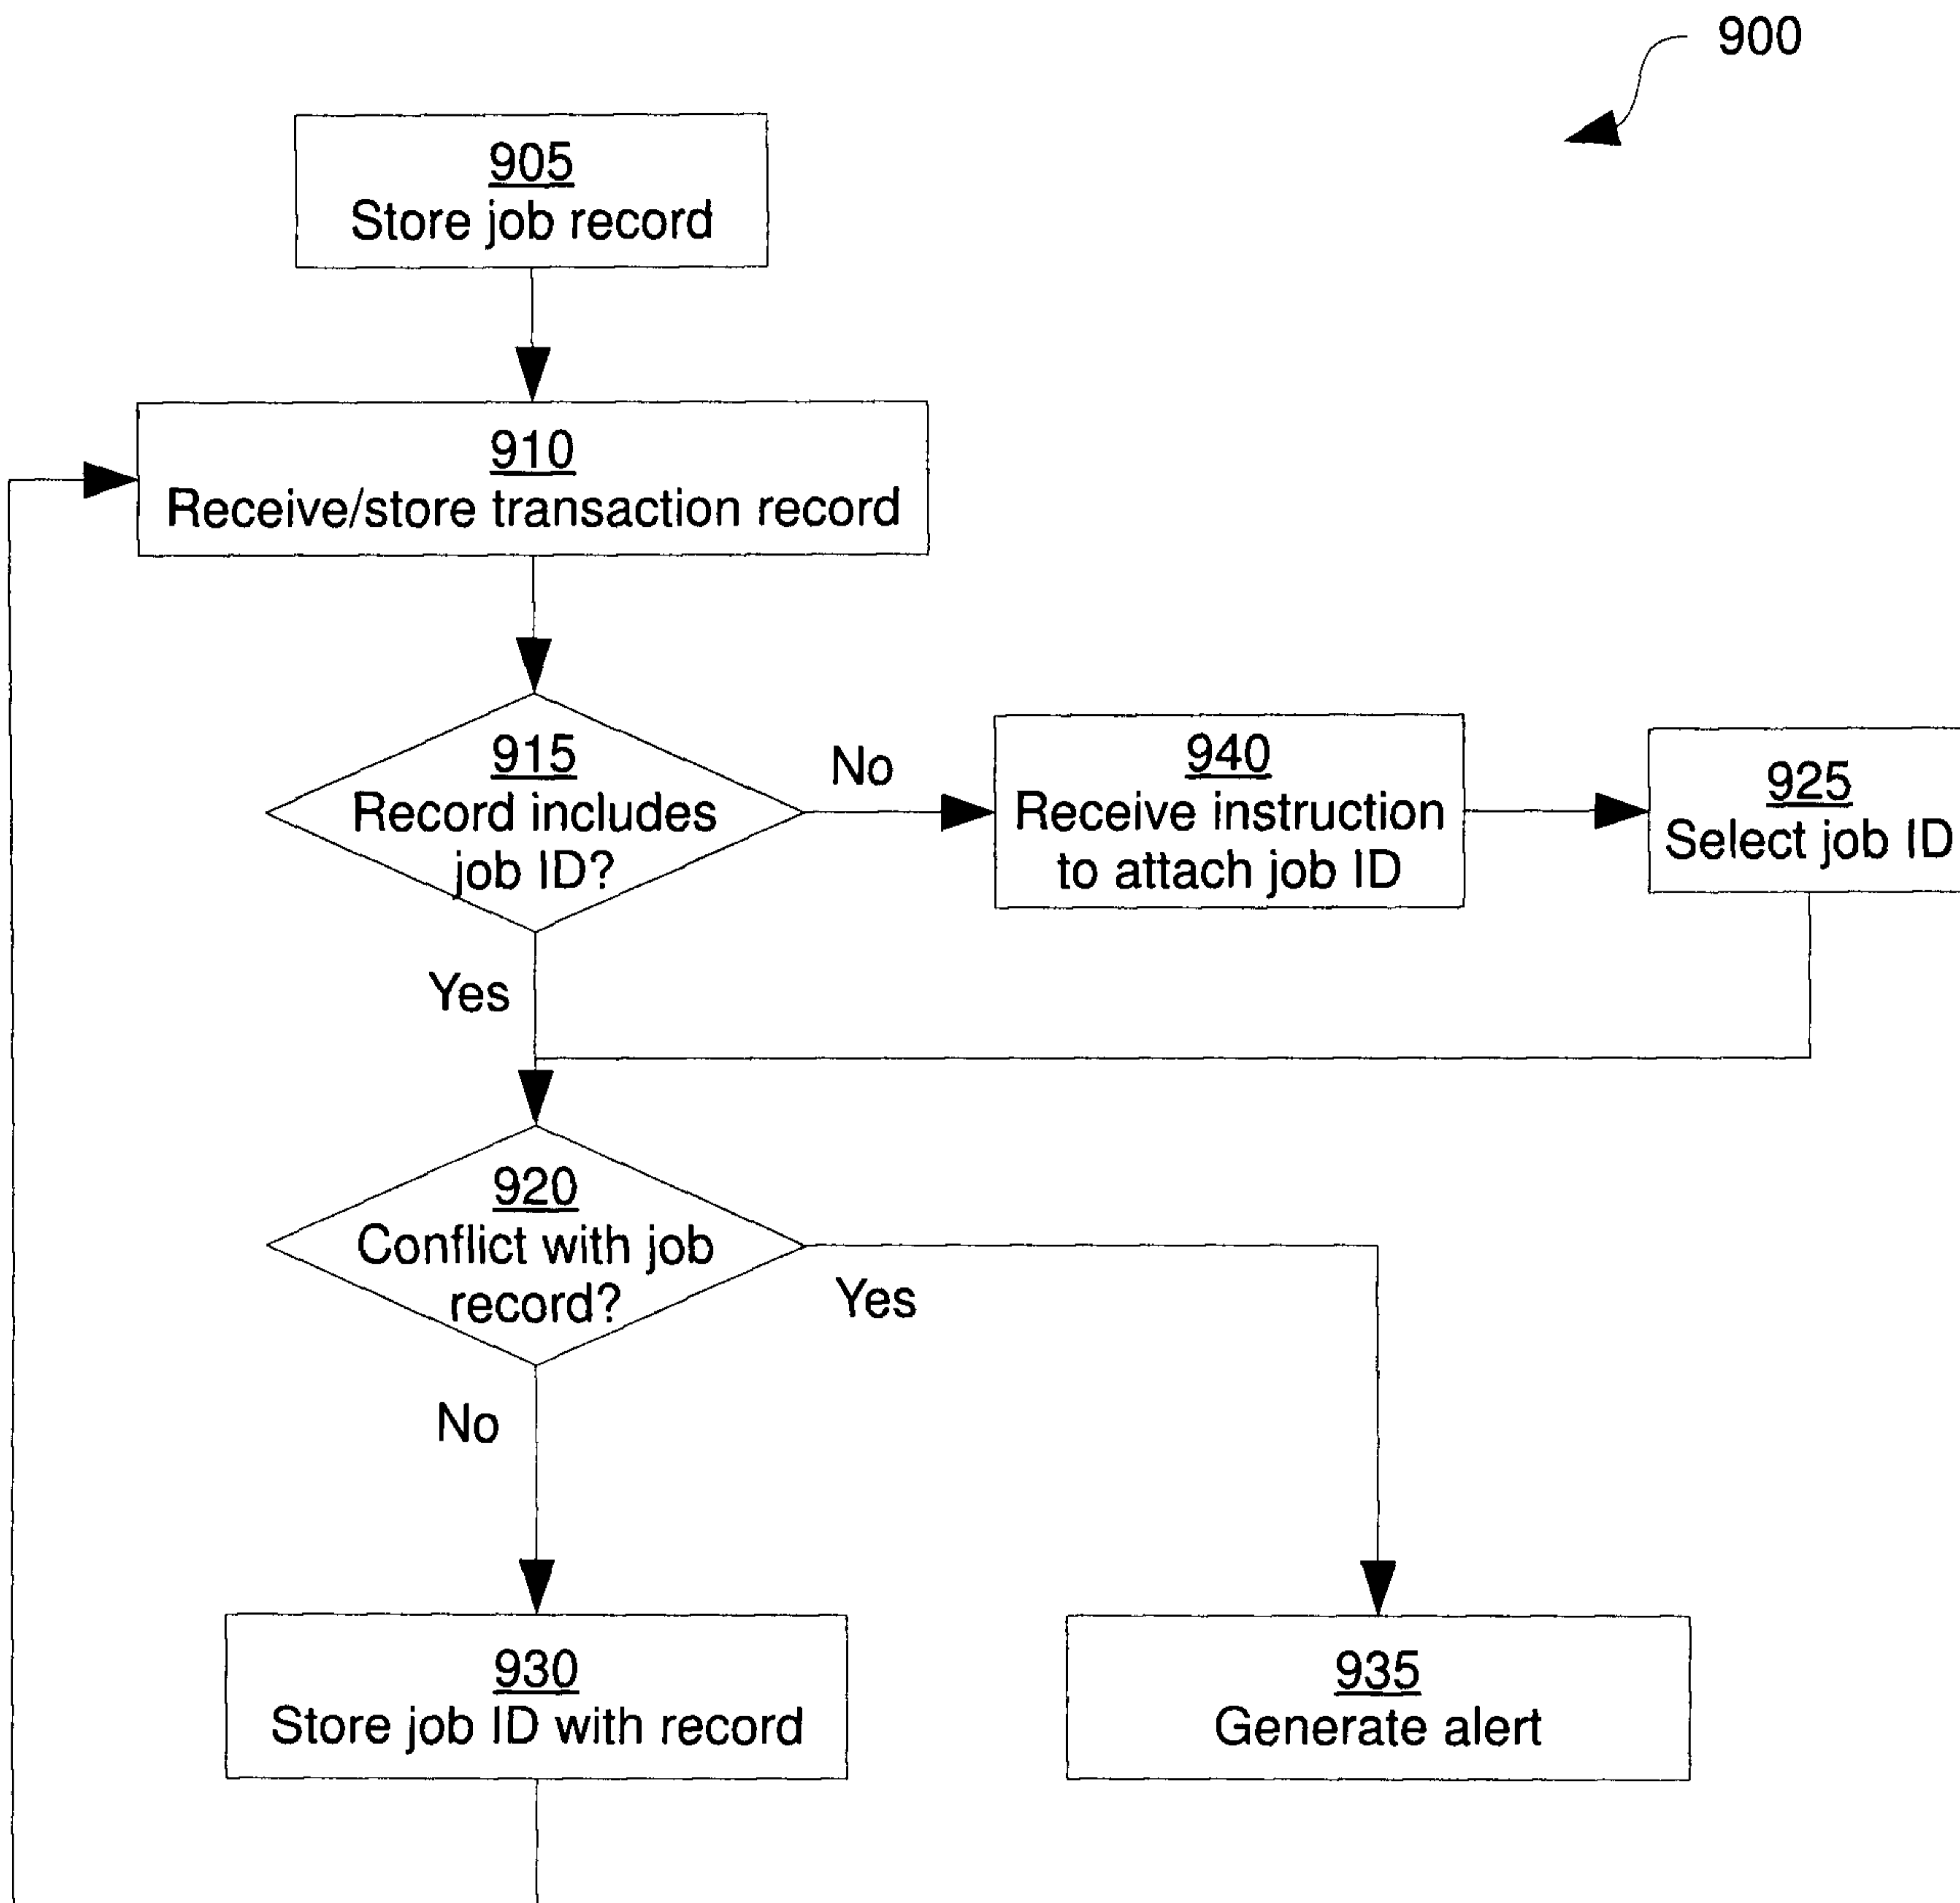 900
905
Store job record
910
Receive/store transaction record
915
Record includes
job ID?
No
940
Receive instruction
to attach job ID
925
Select job ID
Yes
920
Conflict with job
record?
Yes
No
930
Store job ID with record
935
Generate alert